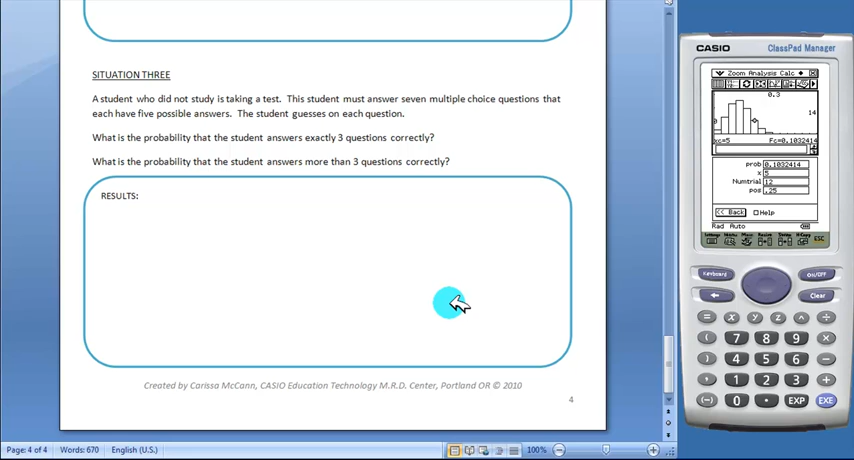 SITUATION THREE
A student who did not study is taking a test. This student must answer seven multiple choice questions that
each have five possible answers. The student guesses on each question.
What is the probability that the student answers exactly 3 questions correctly?
What is the probability that the student answers more than 3 questions correctly?
RESULTS:
Created by Carissa McCann, CASIO Education Technology M.R.D. Center, Portland OR © 2010
4
Page: 4 of 4 Words: 670 English (U.S.) 100%
CASIO ClassPad Manager
Zoom Analysis Calc
0.3
0 14
xc=5 Fc=0.1032414
prob 0.1032414
x 5
Numtrial 12
pos .25
<< Back Help
Rad Auto
ESC
Keyboard ON/OFF
Clear
= x y z ^ ÷
( 7 8 9 ×
) 4 5 6 −
, 1 2 3 +
(−) 0 . EXP EXE